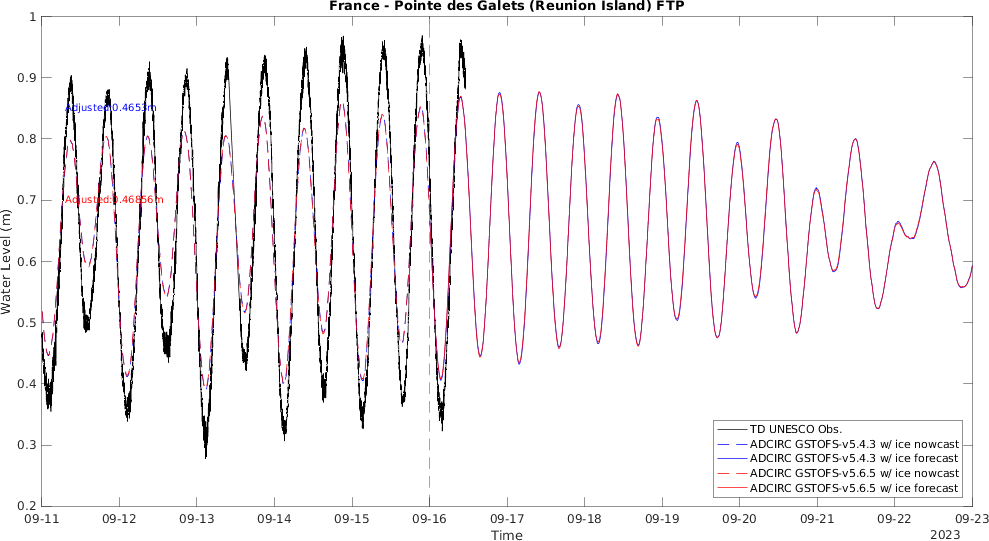 France - Pointe des Galets (Reunion Island) FTP
Water Level (m)
1
0.9
0.8
0.7
0.6
0.5
0.4
0.3
0.2
Adjusted:0.4653m
Adjusted:0.46856m
TD UNESCO Obs.
ADCIRC GSTOFS-v5.4.3 w/ ice nowcast
ADCIRC GSTOFS-v5.4.3 w/ ice forecast
ADCIRC GSTOFS-v5.6.5 w/ ice nowcast
ADCIRC GSTOFS-v5.6.5 w/ ice forecast
09-11 09-12 09-13 09-14 09-15 09-16 09-17 09-18 09-19 09-20 09-21 09-22 09-23
Time
2023